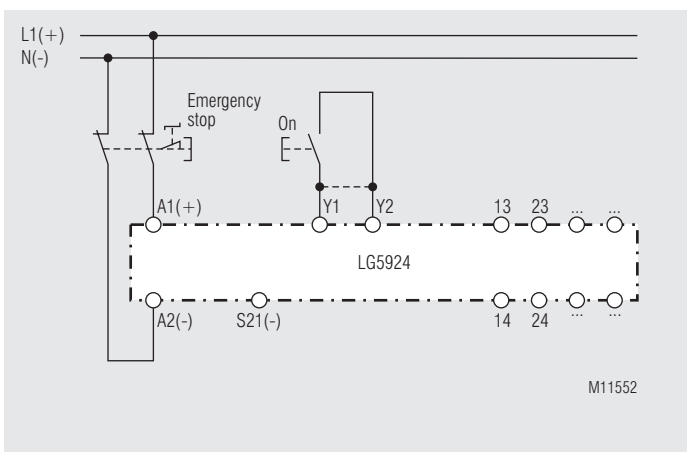 L1(+)
N(-)
Emergency
stop
On
A1(+)
Y1
Y2
13
23
...
...
LG5924
A2(-)
S21(-)
14
24
...
...
M11552